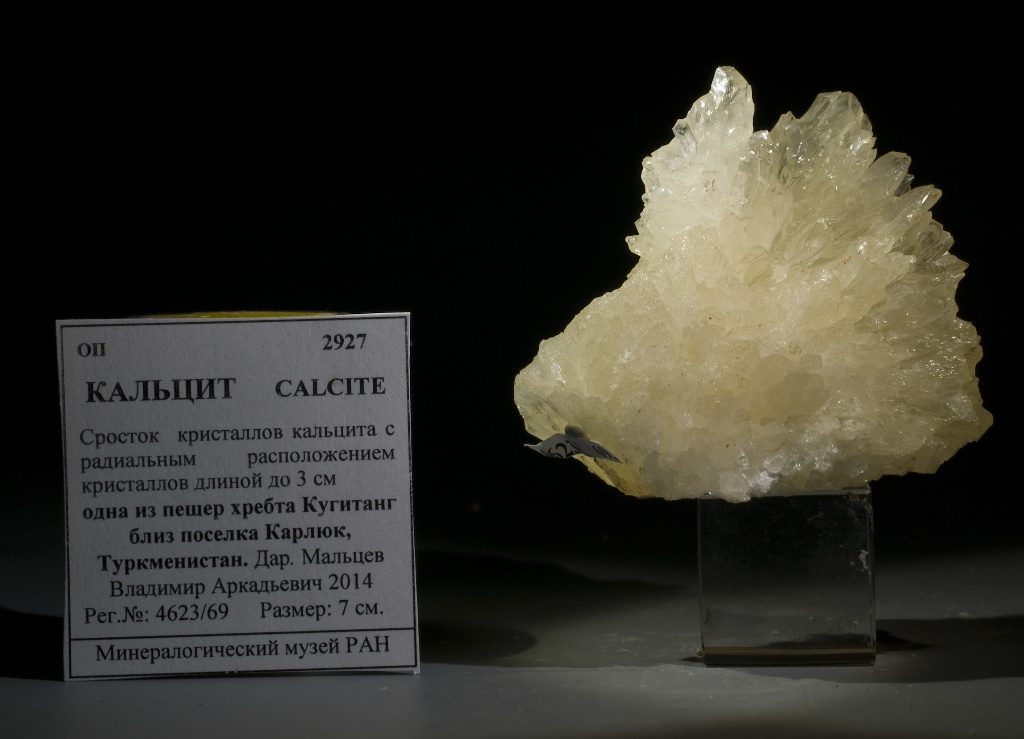 ОП 2927
КАЛЬЦИТ CALCITE
Сросток кристаллов кальцита с
радиальным расположением
кристаллов длиной до 3 см
одна из пещер хребта Кугитанг
близ поселка Карлюк,
Туркменистан. Дар. Мальцев
Владимир Аркадьевич 2014
Рег.№: 4623/69 Размер: 7 см.
Минералогический музей РАН